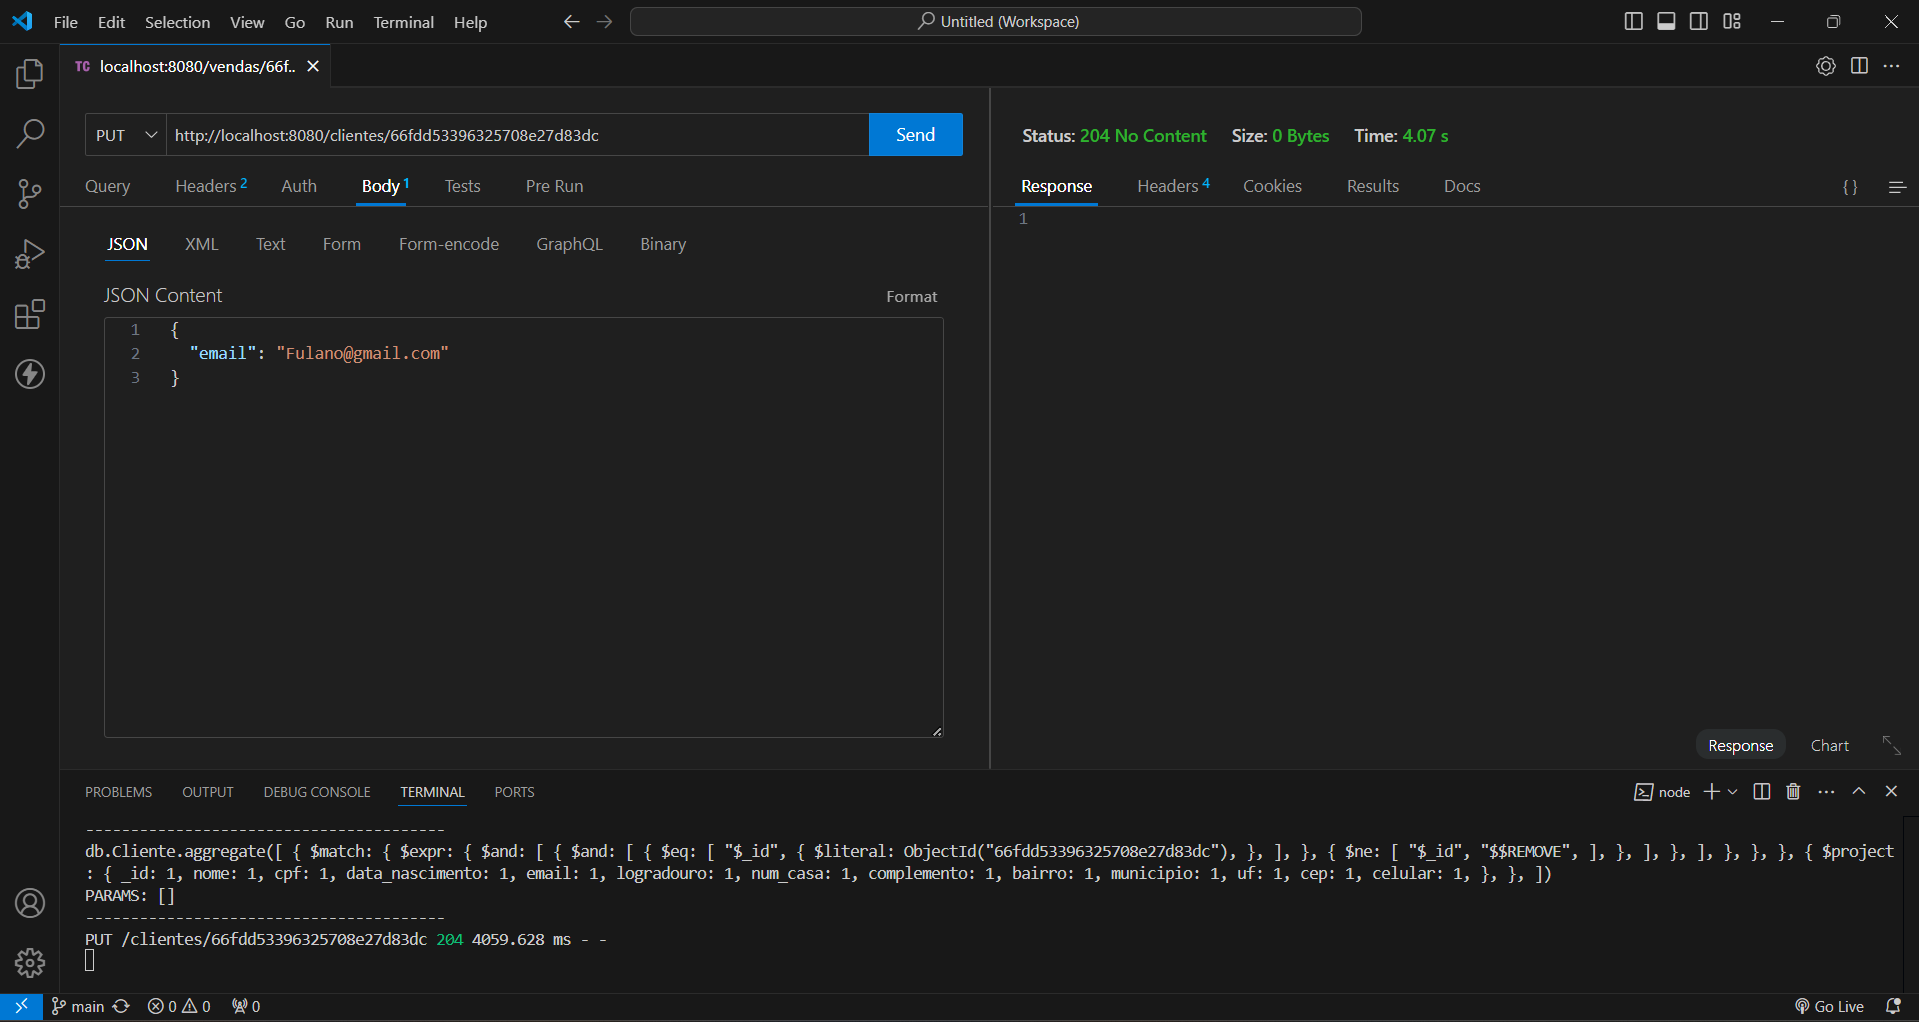 File Edit Selection View Go Run Terminal Help Untitled (Workspace)
TC localhost:8080/vendas/66f..
PUT http://localhost:8080/clientes/66fdd53396325708e27d83dc Send
Query Headers 2 Auth Body 1 Tests Pre Run
JSON XML Text Form Form-encode GraphQL Binary
JSON Content Format
1 {
2 "email": "Fulano@gmail.com"
3 }
Status: 204 No Content Size: 0 Bytes Time: 4.07 s
Response Headers 4 Cookies Results Docs { }
1
Response Chart
PROBLEMS OUTPUT DEBUG CONSOLE TERMINAL PORTS node
----------------------------------------
db.Cliente.aggregate([ { $match: { $expr: { $and: [ { $and: [ { $eq: [ "$_id", { $literal: ObjectId("66fdd53396325708e27d83dc"), }, ], }, { $ne: [ "$_id", "$$REMOVE", ], }, ], }, ], }, }, }, { $project
: { _id: 1, nome: 1, cpf: 1, data_nascimento: 1, email: 1, logradouro: 1, num_casa: 1, complemento: 1, bairro: 1, municipio: 1, uf: 1, cep: 1, celular: 1, }, }, ])
PARAMS: []
----------------------------------------
PUT /clientes/66fdd53396325708e27d83dc 204 4059.628 ms - -
main 0 0 0 Go Live